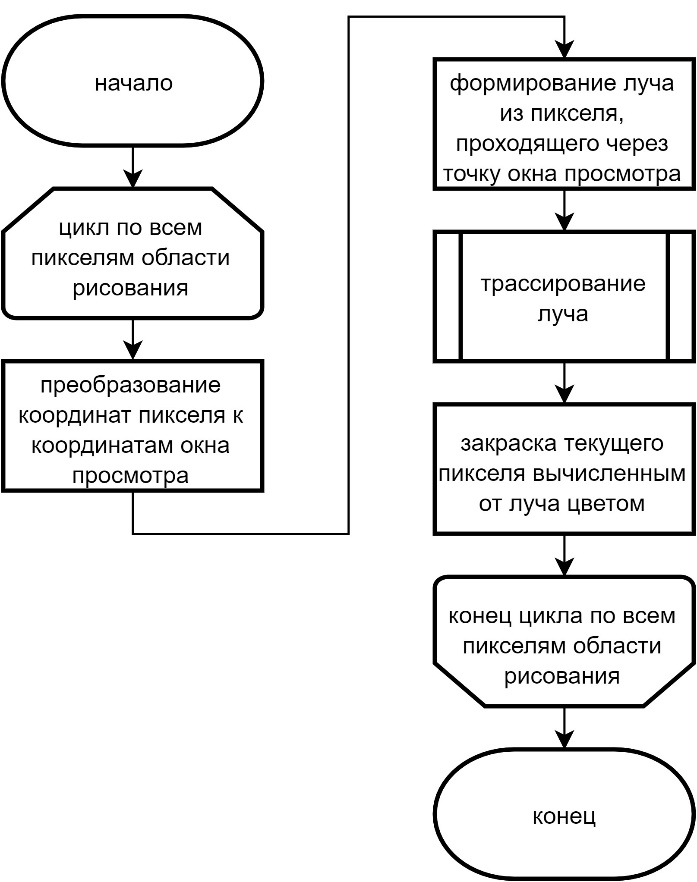 начало
цикл по всем
пикселям области
рисования
преобразование
координат пикселя к
координатам окна
просмотра
формирование луча
из пикселя,
проходящего через
точку окна просмотра
трассирование
луча
закраска текущего
пикселя вычисленным
от луча цветом
конец цикла по всем
пикселям области
рисования
конец